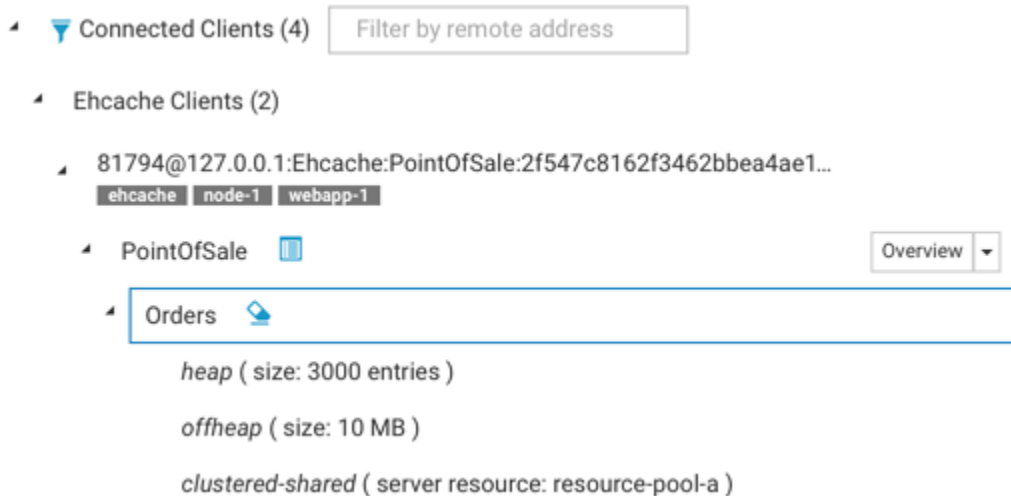 Connected Clients (4) Filter by remote address
Ehcache Clients (2)
81794@127.0.0.1:Ehcache:PointOfSale:2f547c8162f3462bbea4ae1...
ehcache node-1 webapp-1
PointOfSale Overview
Orders
heap ( size: 3000 entries )
offheap ( size: 10 MB )
clustered-shared ( server resource: resource-pool-a )